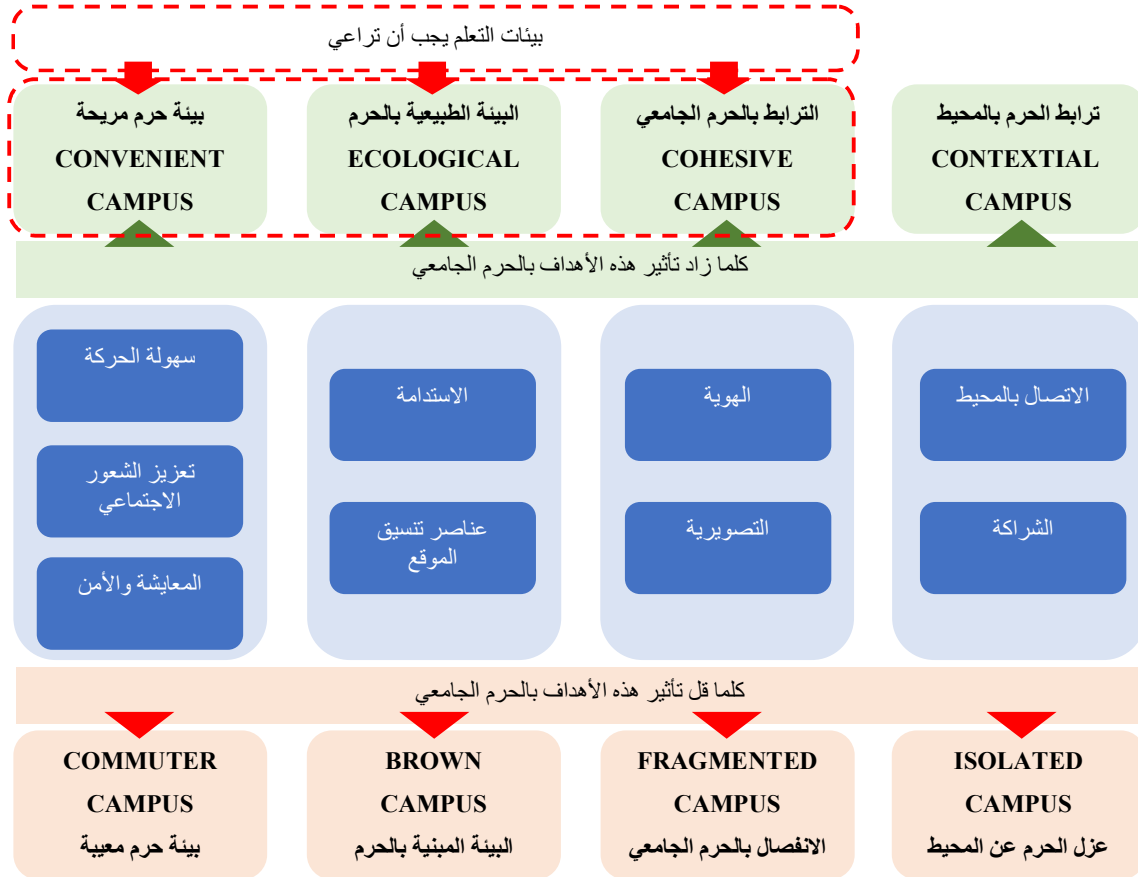 بيئات التعلم يجب أن تراعي
ترابط الحرم بالمحيط
CONTEXTIAL
CAMPUS
الترابط بالحرم الجامعي
COHESIVE
CAMPUS
البيئة الطبيعية بالحرم
ECOLOGICAL
CAMPUS
بيئة حرم مريحة
CONVENIENT
CAMPUS
كلما زاد تأثير هذه الأهداف بالحرم الجامعي
الاتصال بالمحيط
الشراكة
الهوية
التصويرية
الاستدامة
عناصر تنسيق
الموقع
سهولة الحركة
تعزيز الشعور
الاجتماعي
المعايشة والأمن
كلما قل تأثير هذه الأهداف بالحرم الجامعي
ISOLATED
CAMPUS
عزل الحرم عن المحيط
FRAGMENTED
CAMPUS
الانفصال بالحرم الجامعي
BROWN
CAMPUS
البيئة المبنية بالحرم
COMMUTER
CAMPUS
بيئة حرم معيبة